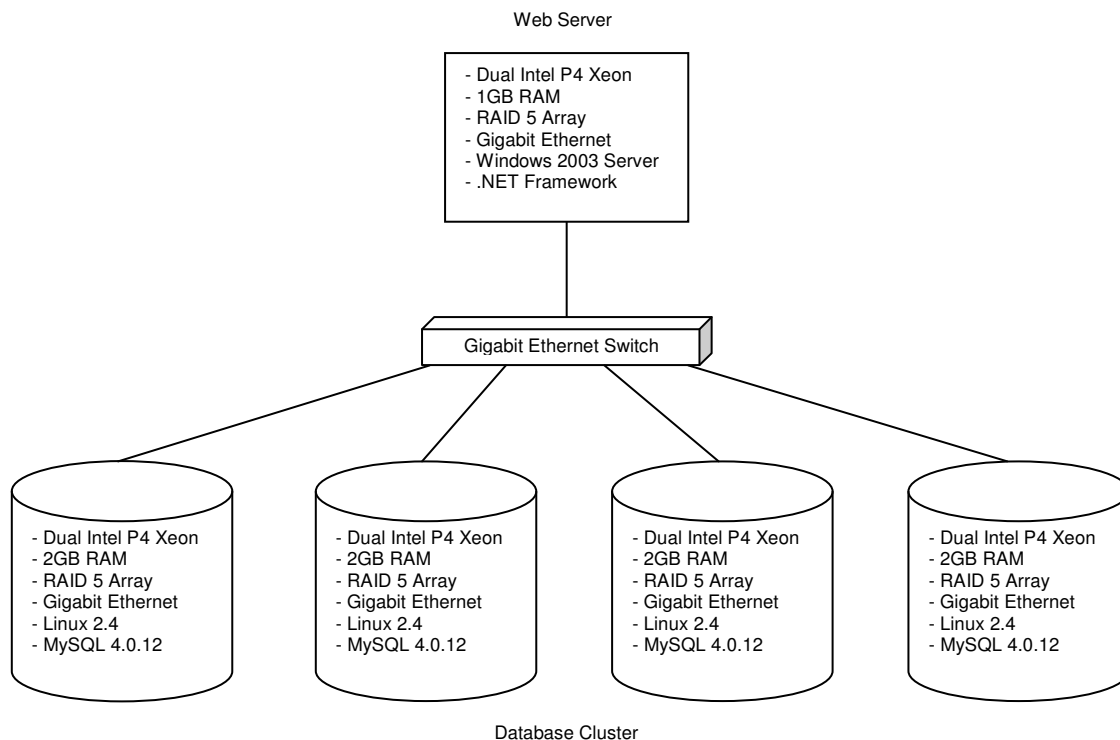 Web Server
- Dual Intel P4 Xeon
- 1GB RAM
- RAID 5 Array
- Gigabit Ethernet
- Windows 2003 Server
- .NET Framework
Gigabit Ethernet Switch
- Dual Intel P4 Xeon
- 2GB RAM
- RAID 5 Array
- Gigabit Ethernet
- Linux 2.4
- MySQL 4.0.12
- Dual Intel P4 Xeon
- 2GB RAM
- RAID 5 Array
- Gigabit Ethernet
- Linux 2.4
- MySQL 4.0.12
- Dual Intel P4 Xeon
- 2GB RAM
- RAID 5 Array
- Gigabit Ethernet
- Linux 2.4
- MySQL 4.0.12
- Dual Intel P4 Xeon
- 2GB RAM
- RAID 5 Array
- Gigabit Ethernet
- Linux 2.4
- MySQL 4.0.12
Database Cluster